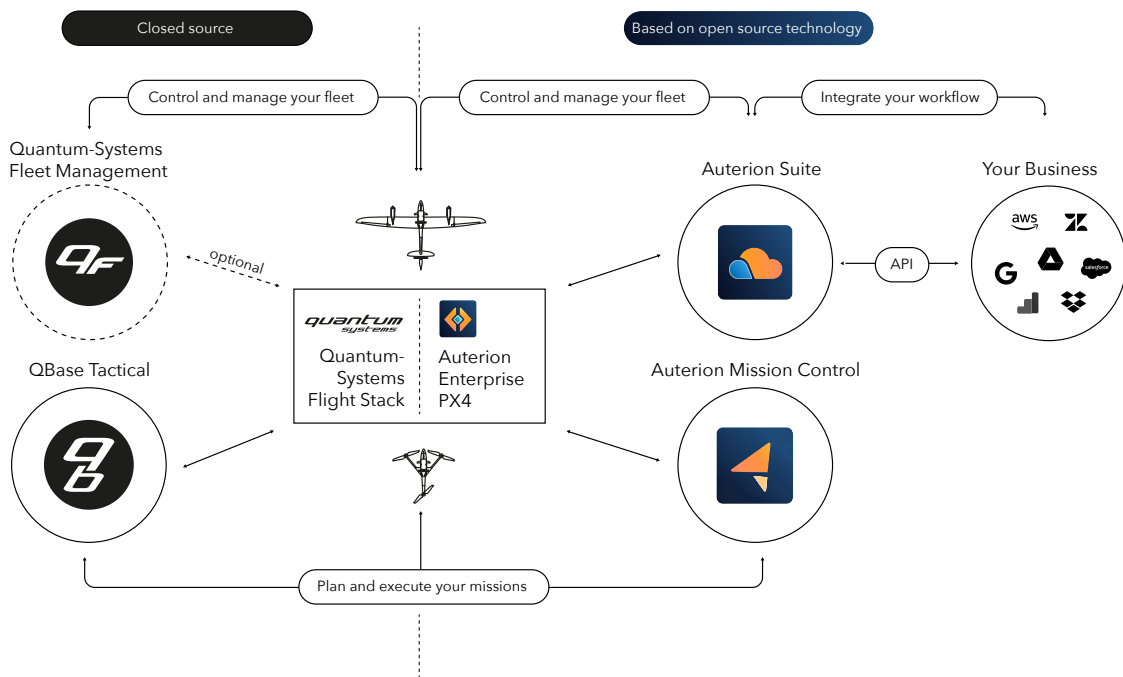 Closed source
Based on open source technology
Control and manage your fleet
Control and manage your fleet
Integrate your workflow
Quantum-Systems
Fleet Management
Auterion Suite
Your Business
QF
optional
aws
API
G
salesforce
quantum
systems
Quantum-
Systems
Flight Stack
Auterion
Enterprise
PX4
QBase Tactical
Auterion Mission Control
qb
Plan and execute your missions